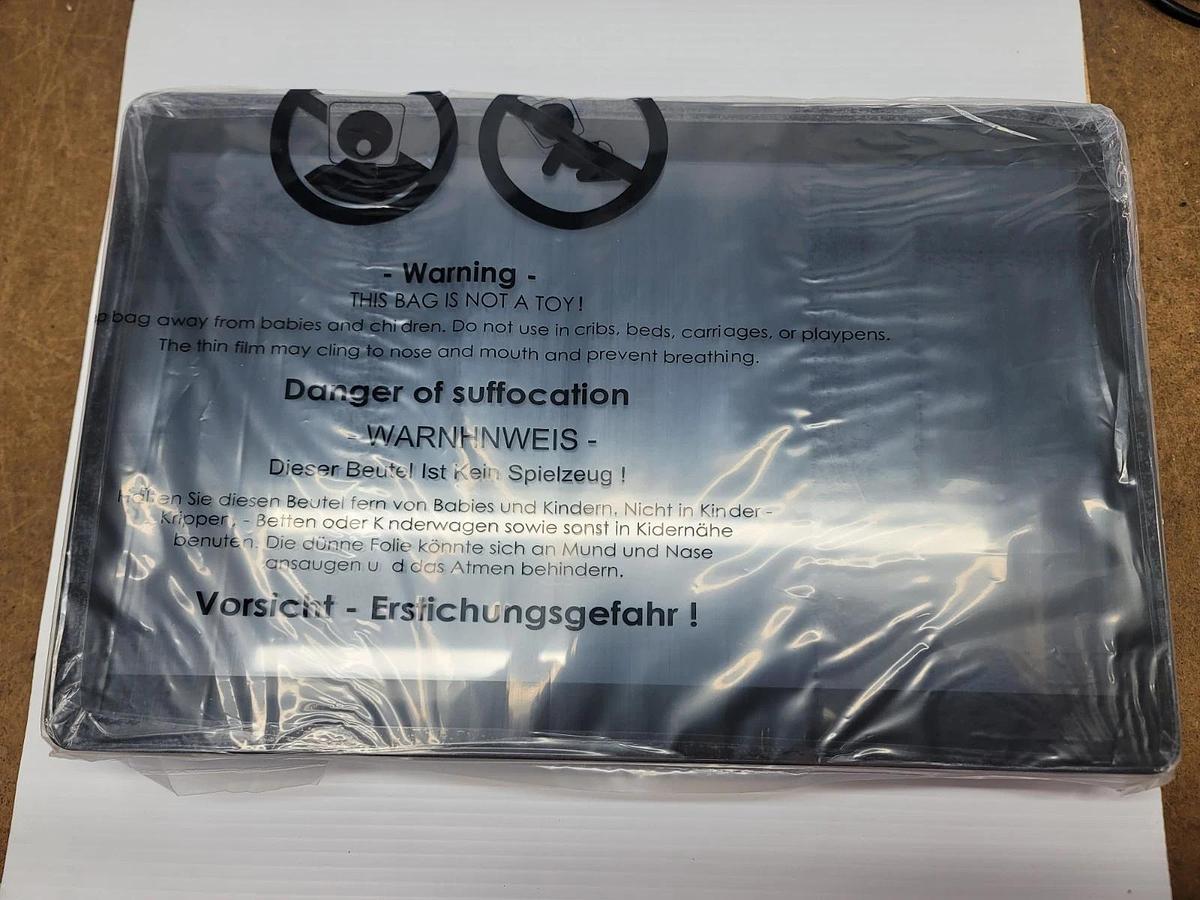 - Warning -
THIS BAG IS NOT A TOY!
p bag away from babies and chi dren. Do not use in cribs, beds, carriages, or playpens.
The thin film may cling to nose and mouth and prevent breathing.
Danger of suffocation
- WARNHNWEIS -
Dieser Beutel Ist Kein Spielzeug !
Halten Sie diesen Beutel fern von Babies und Kindern. Nicht in Kinder -
Krippen, - Betten oder K nderwagen sowie sonst in Kidernähe
benuten. Die dünne Folie könnte sich an Mund und Nase
ansaugen u d das Atmen behindern.
Vorsicht - Erstichungsgefahr !